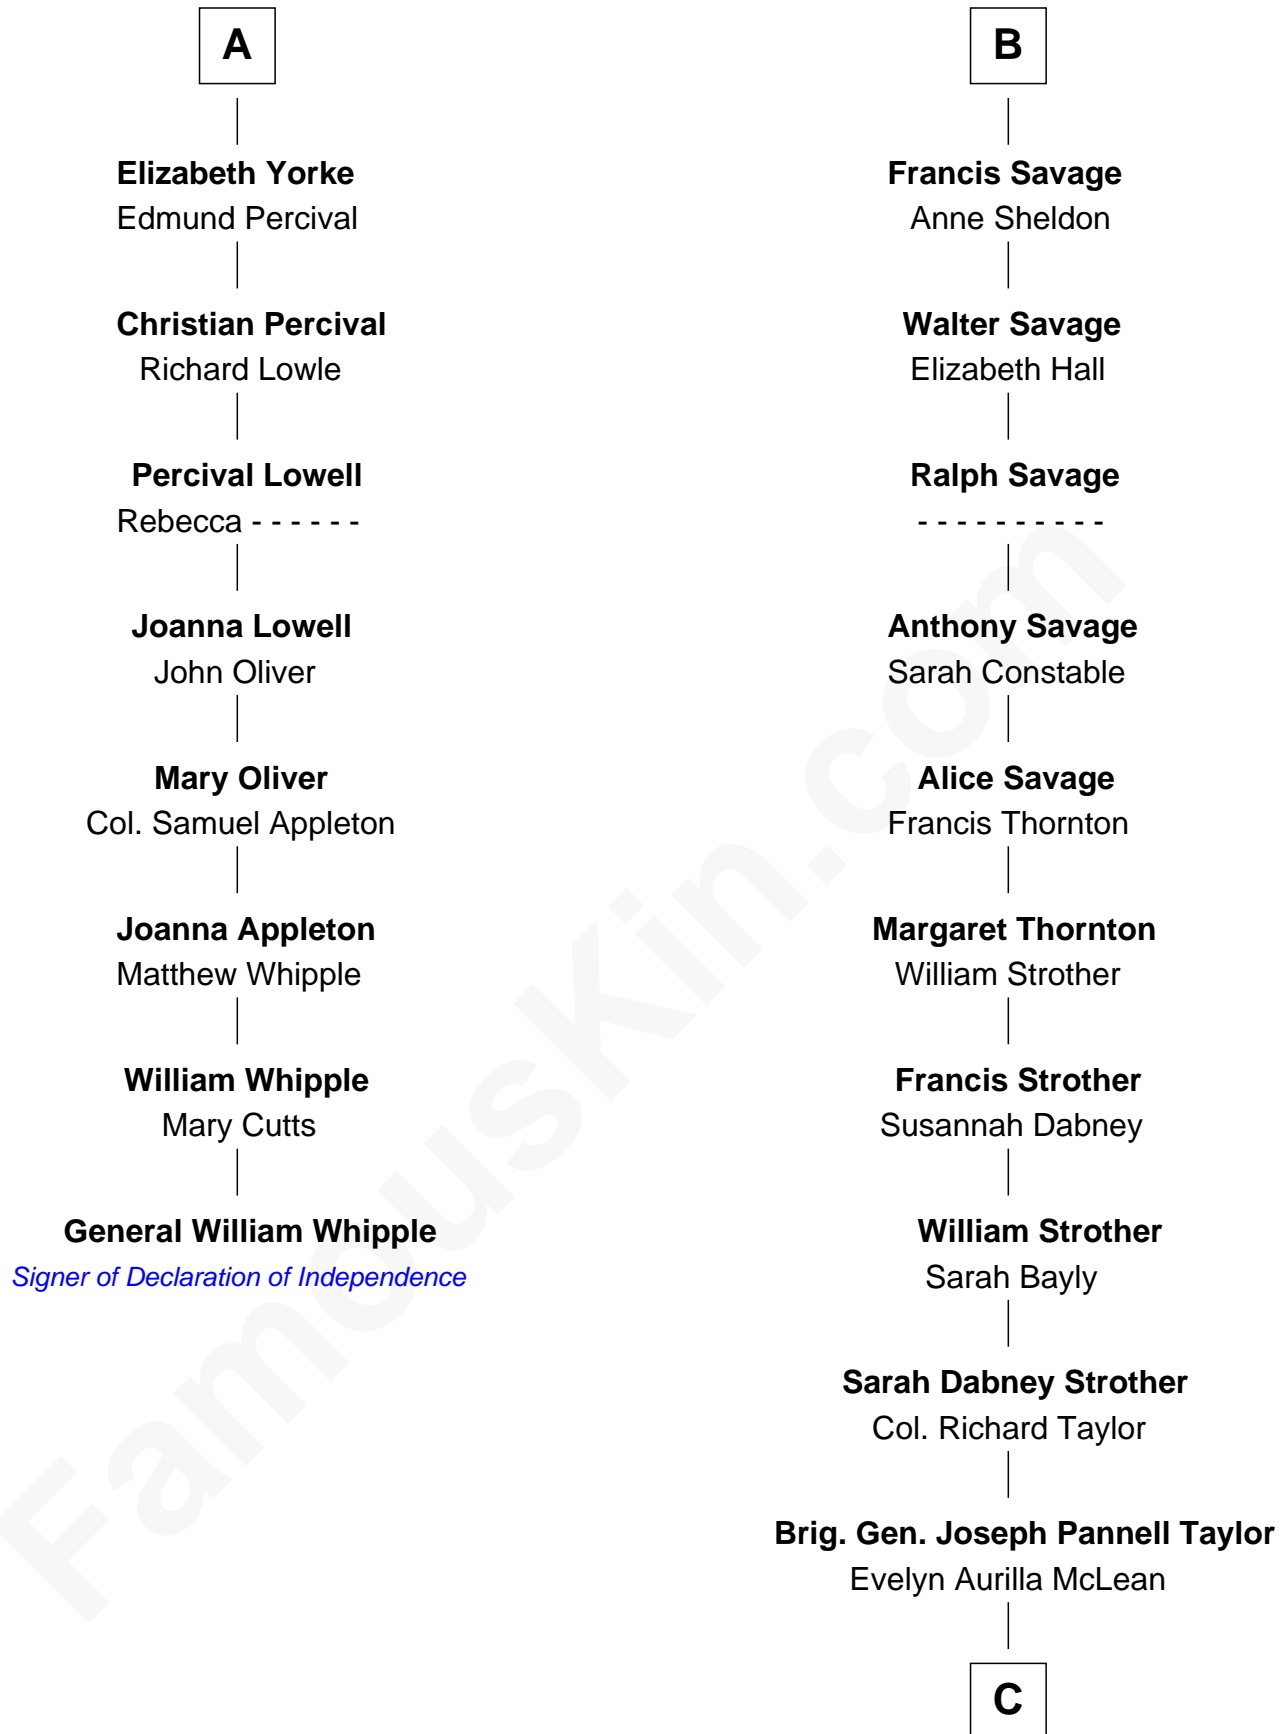 A
Elizabeth Yorke
Edmund Percival
Christian Percival
Richard Lowle
Percival Lowell
Rebecca - - - - - -
Joanna Lowell
John Oliver
Mary Oliver
Col. Samuel Appleton
Joanna Appleton
Matthew Whipple
William Whipple
Mary Cutts
General William Whipple
Signer of Declaration of Independence
B
Francis Savage
Anne Sheldon
Walter Savage
Elizabeth Hall
Ralph Savage
- - - - - - - - - -
Anthony Savage
Sarah Constable
Alice Savage
Francis Thornton
Margaret Thornton
William Strother
Francis Strother
Susannah Dabney
William Strother
Sarah Bayly
Sarah Dabney Strother
Col. Richard Taylor
Brig. Gen. Joseph Pannell Taylor
Evelyn Aurilla McLean
C
FamousKin.com